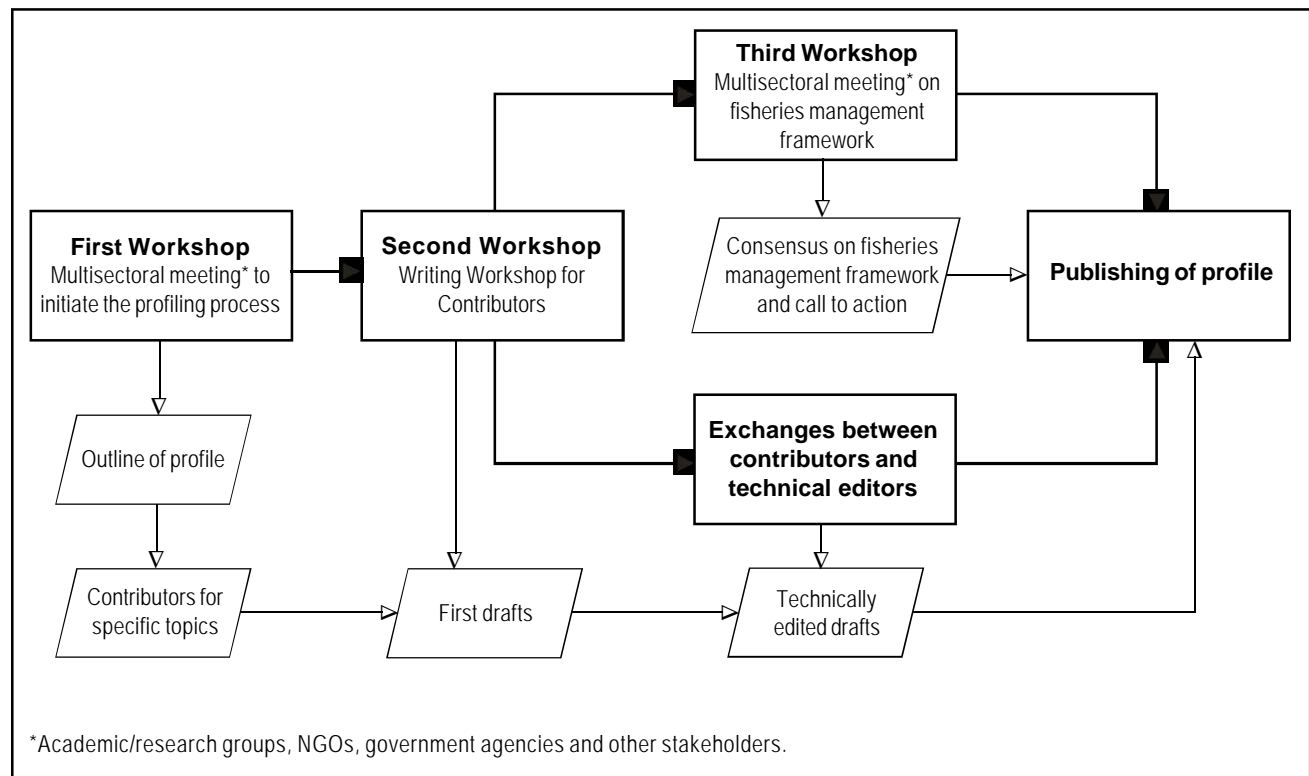 Third Workshop
Multisectoral meeting* on
fisheries management
framework
First Workshop
Multisectoral meeting* to
initiate the profiling process
Second Workshop
Writing Workshop for
Contributors
Consensus on fisheries
management framework
and call to action
Publishing of profile
Outline of profile
Exchanges between
contributors and
technical editors
Contributors for
specific topics
First drafts
Technically
edited drafts
*Academic/research groups, NGOs, government agencies and other stakeholders.